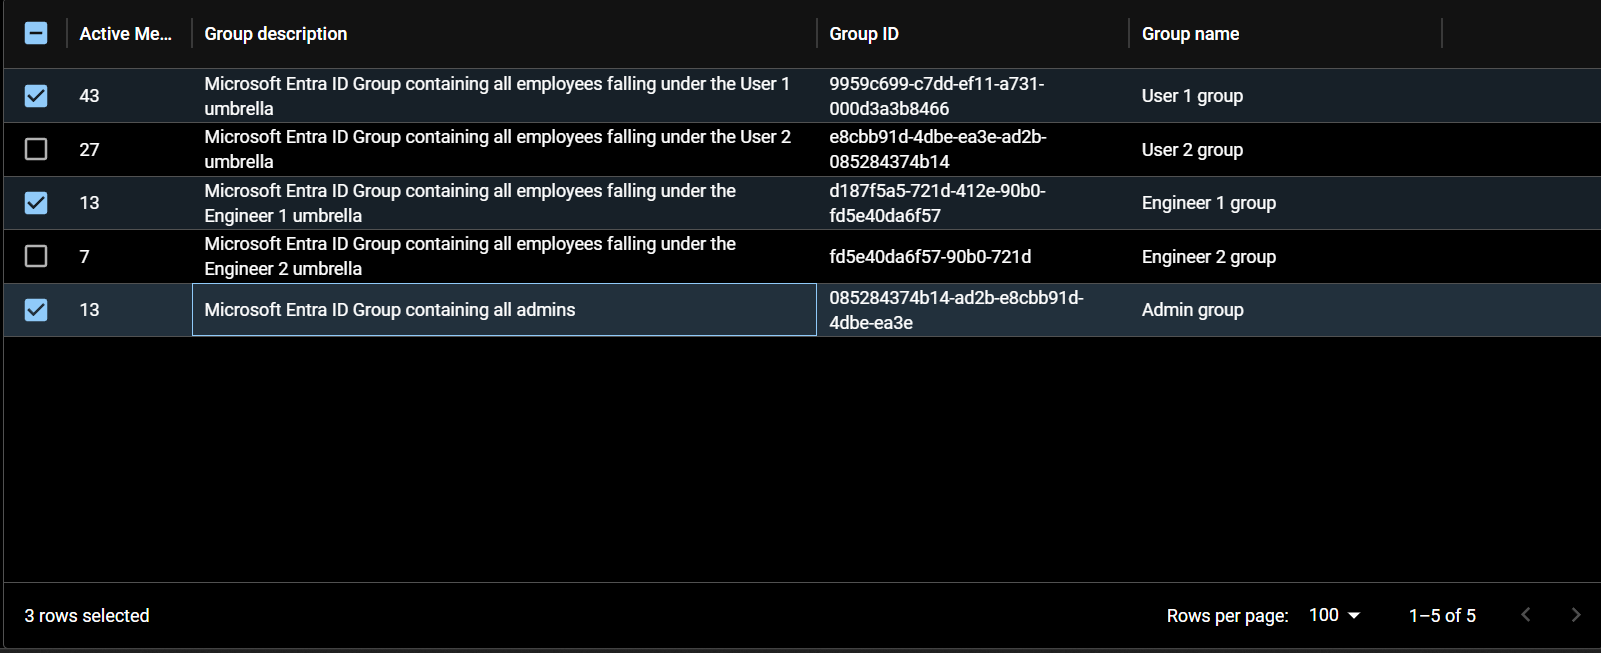 Active Me... Group description Group ID Group name
Microsoft Entra ID Group containing all employees falling under the User 1 9959c699-c7dd-ef11-a731-
43 User 1 group
umbrella 000d3a3b8466
Microsoft Entra ID Group containing all employees falling under the User 2 e8cbb91d-4dbe-ea3e-ad2b-
27 User 2 group
umbrella 085284374b14
Microsoft Entra ID Group containing all employees falling under the d187f5a5-721d-412e-90b0-
13 Engineer 1 group
Engineer 1 umbrella fd5e40da6f57
Microsoft Entra ID Group containing all employees falling under the
7 fd5e40da6f57-90b0-721d Engineer 2 group
Engineer 2 umbrella
085284374b14-ad2b-e8cbb91d-
13 Microsoft Entra ID Group containing all admins Admin group
4dbe-ea3e
3 rows selected Rows per page: 100 1–5 of 5